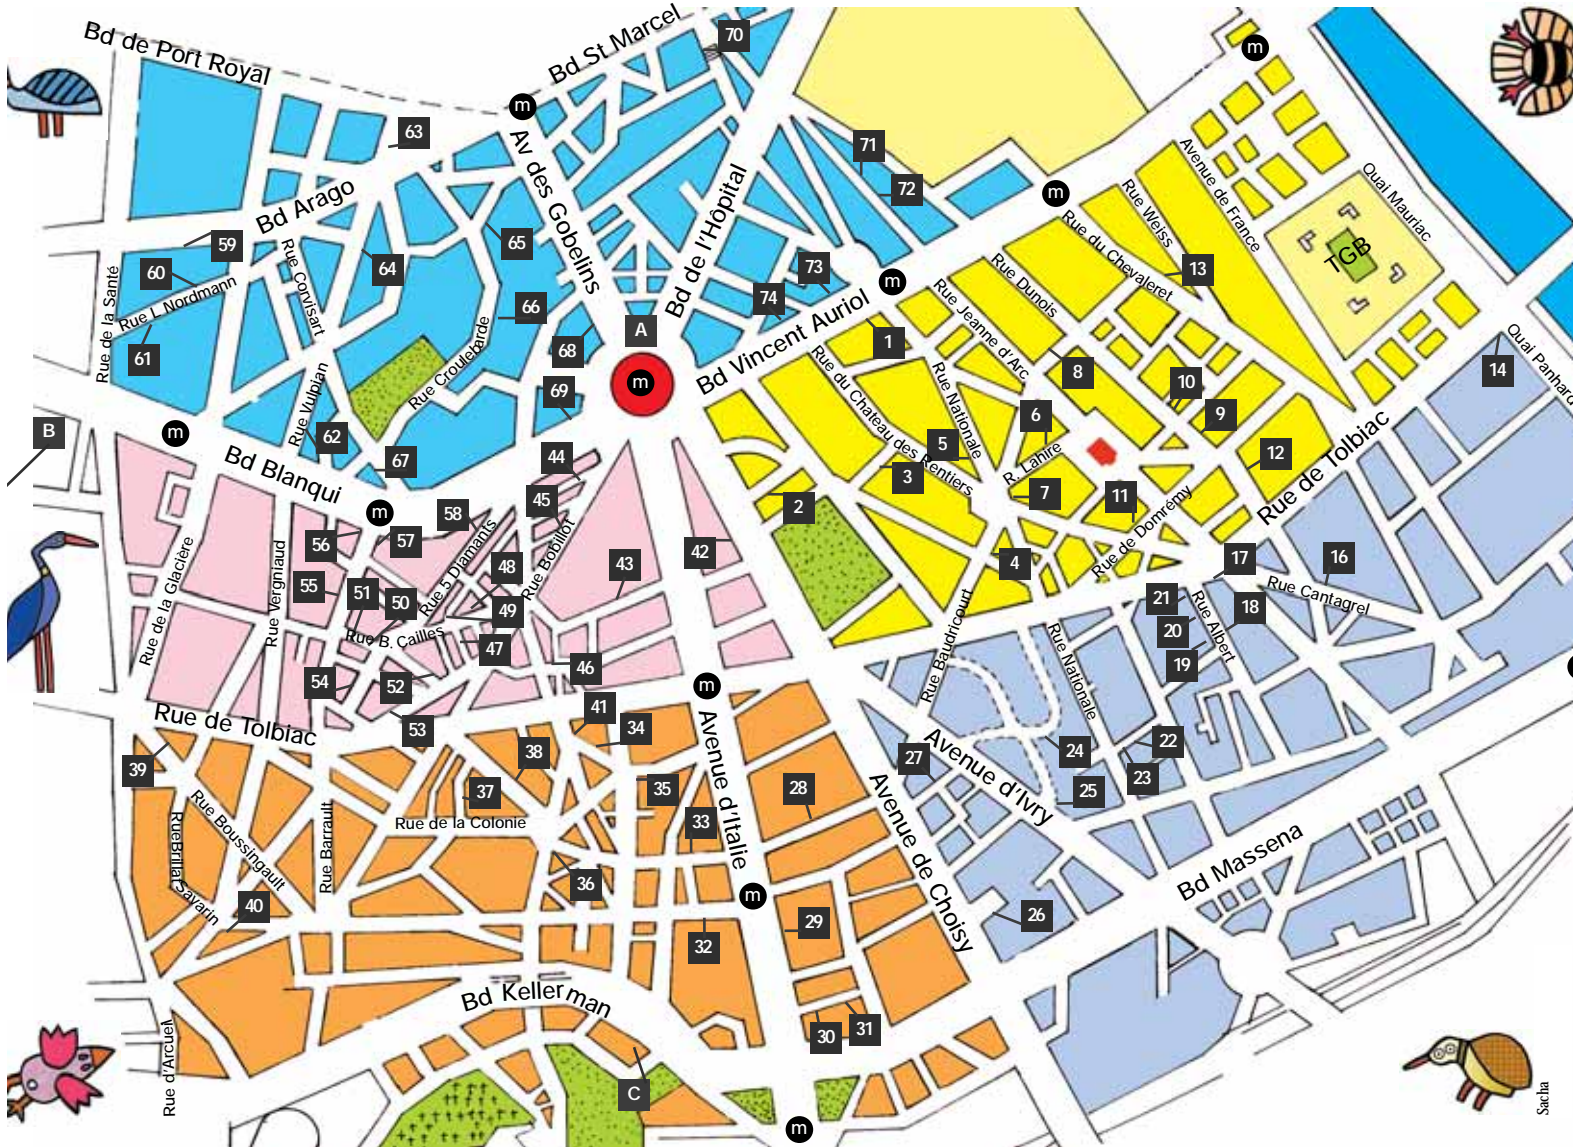 Bd de Port Royal
Bd St Marcel
70
m
m
63
Av des Gobelins
71
72
Bd Arago
Bd de l'Hôpital
m
Rue Weiss
Avenue de France
Quai Mauriac
59
60
Rue L. Nordmann
Rue Corvisart
64
65
66
Rue de la Santé
61
68
A
m
69
73
74
m
Bd Vincent Auriol
Rue du Chevaleret
Rue Dunois
Rue Jeanne d'Arc
13
TGB
1
8
10
9
14
Quai Panhard
Rue Croulebarde
Rue Vulpian
62
67
Rue du Chateau des Rentiers
Rue Nationale
6
5
R. Lahire
3
7
11
12
Rue de Tolbiac
B
m
Bd Blanqui
m
44
45
58
2
Rue de Domrémy
4
56
57
Rue 5 Diamants
48
Rue Bobillot
43
42
17
16
Rue Cantagrel
Rue de la Glacière
Rue Vergniaud
55
51
50
49
Rue B. Cailles
47
46
21
20
18
Rue Albert
19
Rue Baudricourt
Rue Nationale
54
52
53
m
Rue de Tolbiac
41
34
Avenue d'Italie
39
38
37
35
33
28
27
Avenue d'Ivry
24
22
23
25
Rue Brillat Savarin
Rue Boussingault
Rue Barrault
Rue de la Colonie
Avenue de Choisy
Bd Massena
36
40
m
32
29
26
Bd Kellerman
30
31
Rue d'Arcueil
C
m
Sacha